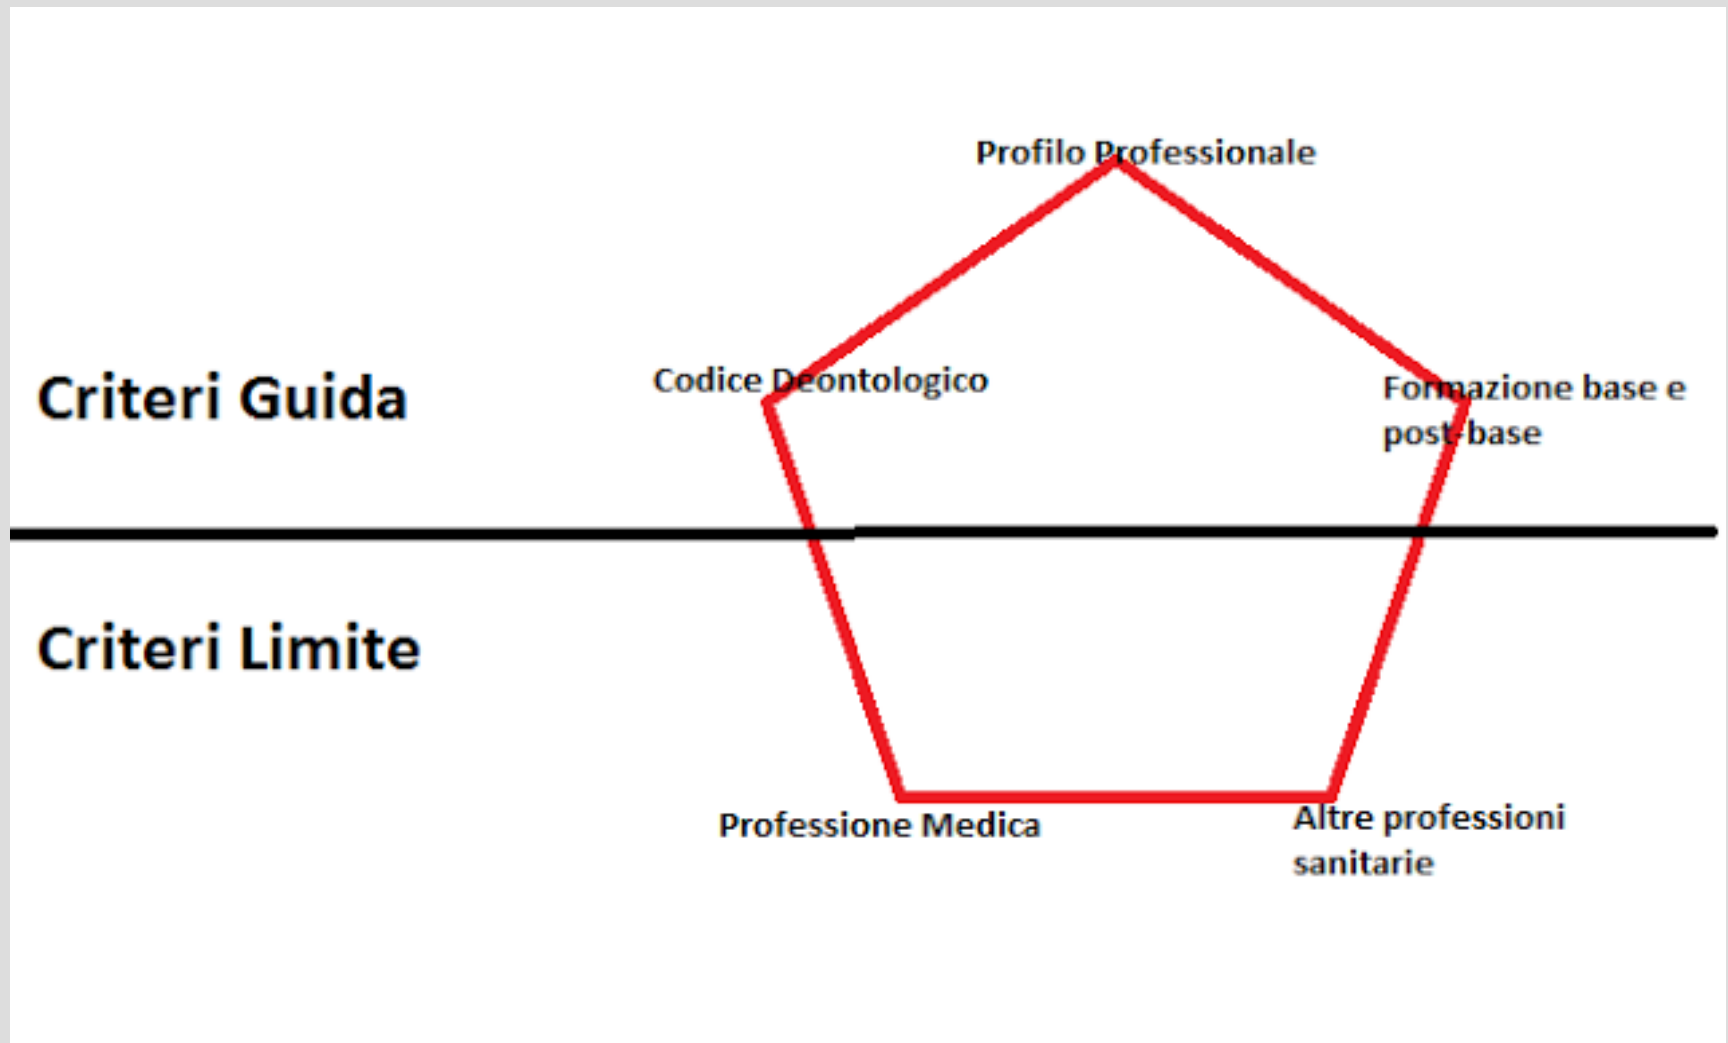 Profilo Professionale
Codice Deontologico
Formazione base e
post-base
Criteri Guida
Criteri Limite
Professione Medica
Altre professioni
sanitarie